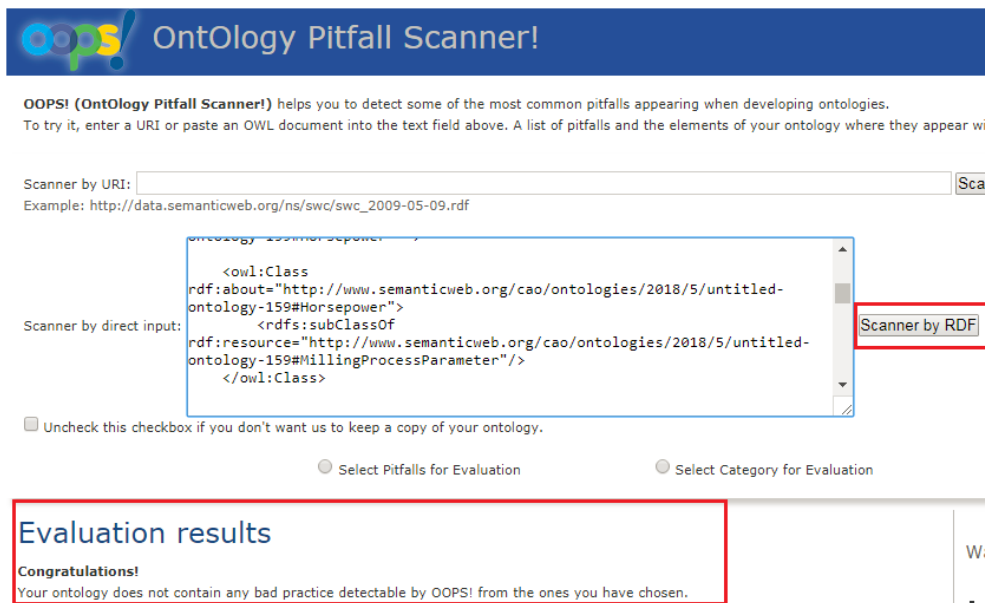 oops! OntOlogy Pitfall Scanner!
OOPS! (OntOlogy Pitfall Scanner!) helps you to detect some of the most common pitfalls appearing when developing ontologies.
To try it, enter a URI or paste an OWL document into the text field above. A list of pitfalls and the elements of your ontology where they appear wi
Scanner by URI: Sca
Example: http://data.semanticweb.org/ns/swc/swc_2009-05-09.rdf
ontology-159#Horsepower -->
<owl:Class
rdf:about="http://www.semanticweb.org/cao/ontologies/2018/5/untitled-
ontology-159#Horsepower">
<rdfs:subClassOf
Scanner by direct input: Scanner by RDF
rdf:resource="http://www.semanticweb.org/cao/ontologies/2018/5/untitled-
ontology-159#MillingProcessParameter"/>
</owl:Class>
Uncheck this checkbox if you don't want us to keep a copy of your ontology.
Select Pitfalls for Evaluation Select Category for Evaluation
Evaluation results
Congratulations!
Your ontology does not contain any bad practice detectable by OOPS! from the ones you have chosen.
Wa